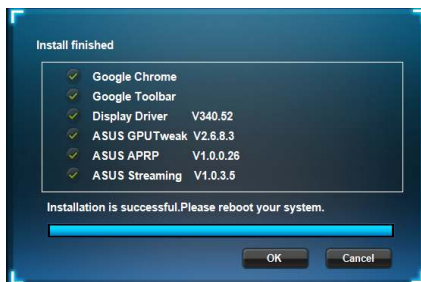 Install finished
Google Chrome
Google Toolbar
Display Driver V340.52
ASUS GPUTweak V2.6.8.3
ASUS APRP V1.0.0.26
ASUS Streaming V1.0.3.5
Installation is successful.Please reboot your system.
OK Cancel